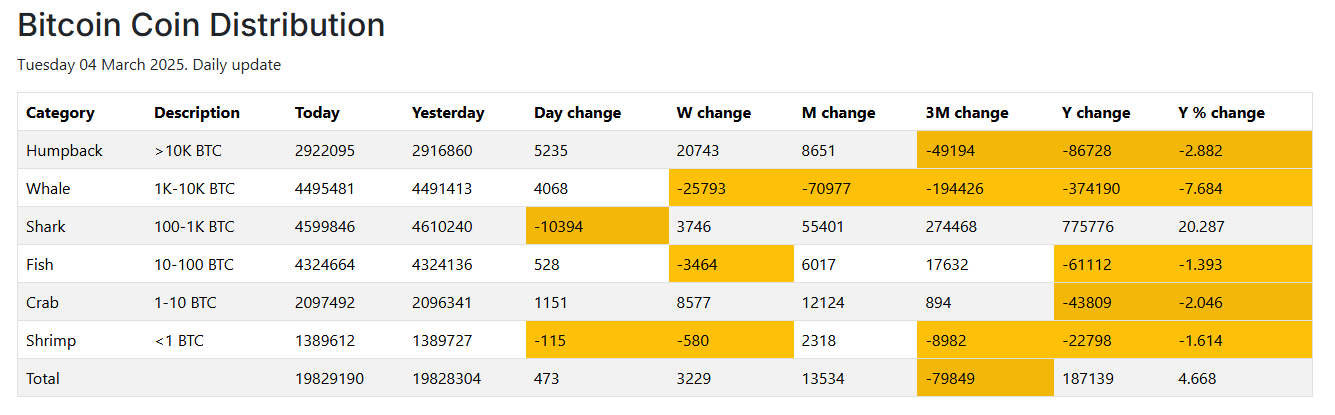 Bitcoin Coin Distribution
Tuesday 04 March 2025. Daily update
Category Description Today Yesterday Day change W change M change 3M change Y change Y % change
Humpback >10K BTC 2922095 2916860 5235 20743 8651 -49194 -86728 -2.882
Whale 1K-10K BTC 4495481 4491413 4068 -25793 -70977 -194426 -374190 -7.684
Shark 100-1K BTC 4599846 4610240 -10394 3746 55401 274468 775776 20.287
Fish 10-100 BTC 4324664 4324136 528 -3464 6017 17632 -61112 -1.393
Crab 1-10 BTC 2097492 2096341 1151 8577 12124 894 -43809 -2.046
Shrimp <1 BTC 1389612 1389727 -115 -580 2318 -8982 -22798 -1.614
Total 19829190 19828304 473 3229 13534 -79849 187139 4.668